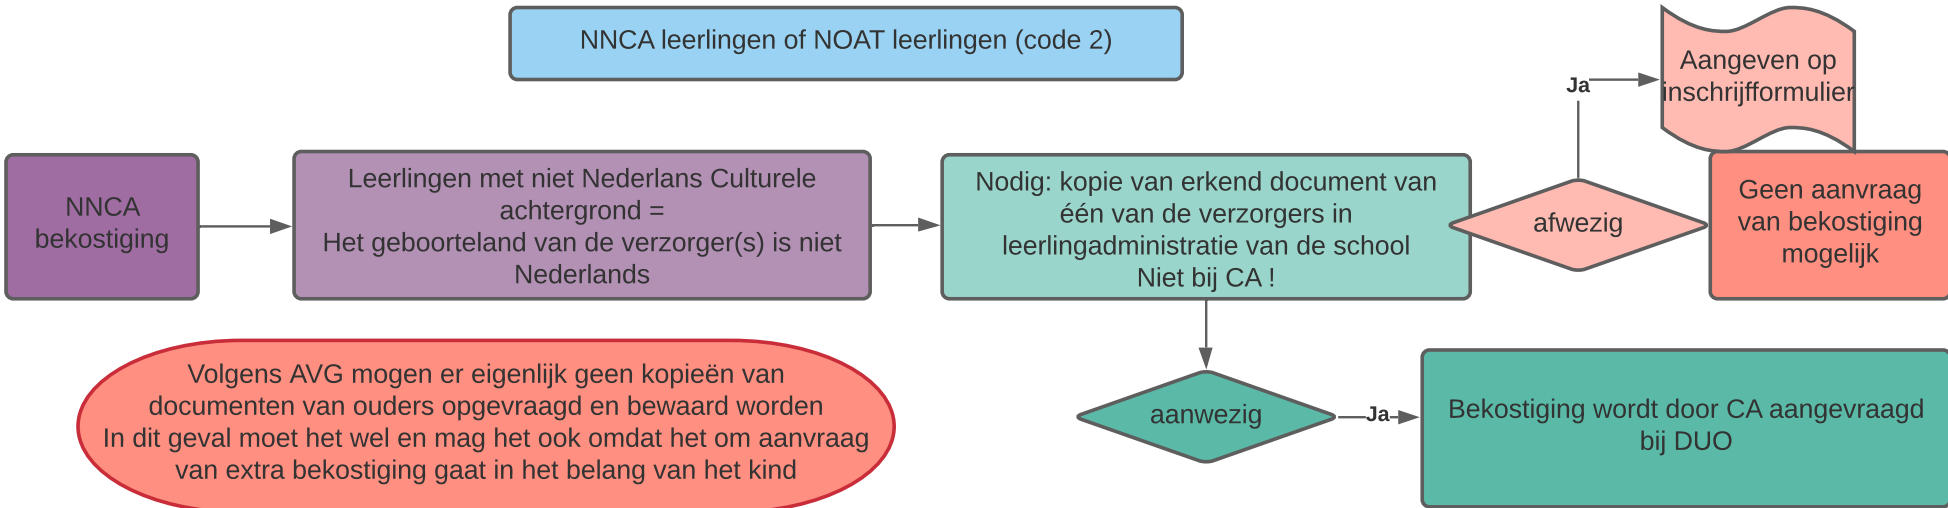 NNCA leerlingen of NOAT leerlingen (code 2)
Aangeven op
inschrijfformulier
Ja
NNCA
bekostiging
Leerlingen met niet Nederlans Culturele
achtergrond =
Het geboorteland van de verzorger(s) is niet
Nederlands
Nodig: kopie van erkend document van
één van de verzorgers in
leerlingadministratie van de school
Niet bij CA !
afwezig
Geen aanvraag
van bekostiging
mogelijk
Volgens AVG mogen er eigenlijk geen kopieën van
documenten van ouders opgevraagd en bewaard worden
In dit geval moet het wel en mag het ook omdat het om aanvraag
van extra bekostiging gaat in het belang van het kind
aanwezig
Ja
Bekostiging wordt door CA aangevraagd
bij DUO